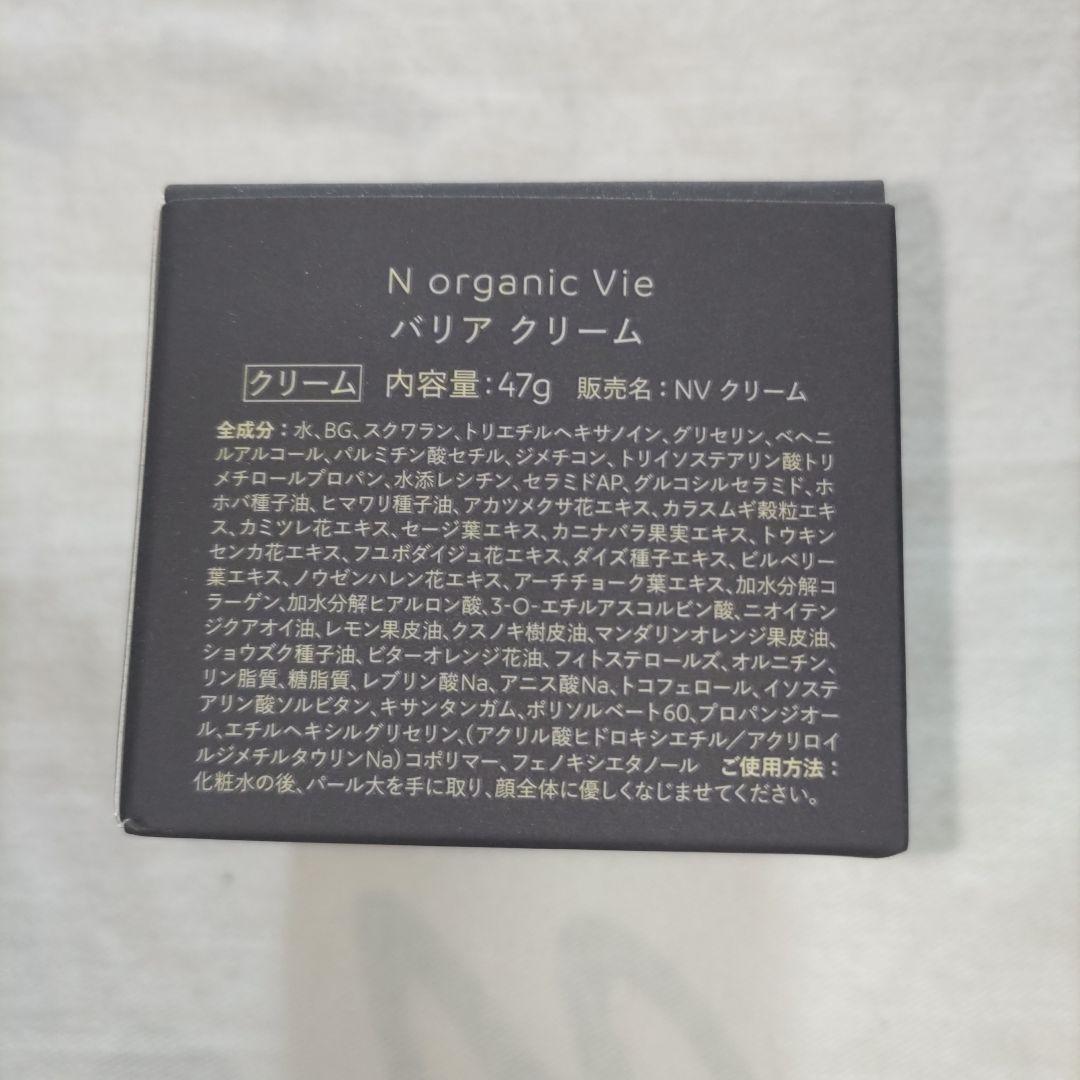 N organic Vie
バリア クリーム
クリーム 内容量:47g 販売名:NV クリーム
全成分:水、BG、スクワラン、トリエチルヘキサノイン、グリセリン、ベヘニ
ルアルコール、パルミチン酸セチル、ジメチコン、トリイソステアリン酸トリ
メチロールプロパン、水添レシチン、セラミドAP、グルコシルセラミド、ホ
ホバ種子油、ヒマワリ種子油、アカツメクサ花エキス、カラスムギ穀粒エキ
ス、カミツレ花エキス、セージ葉エキス、カニナバラ果実エキス、トウキン
センカ花エキス、フユボダイジュ花エキス、ダイズ種子エキス、ビルベリー
葉エキス、ノウゼンハレン花エキス、アーチチョーク葉エキス、加水分解コ
ラーゲン、加水分解ヒアルロン酸、3-O-エチルアスコルビン酸、ニオイテン
ジクアオイ油、レモン果皮油、クスノキ樹皮油、マンダリンオレンジ果皮油、
ショウズク種子油、ビターオレンジ花油、フィトステロールズ、オルニチン、
リン脂質、糖脂質、レブリン酸Na、アニス酸Na、トコフェロール、イソステ
アリン酸ソルビタン、キサンタンガム、ポリソルベート60、プロパンジオー
ル、エチルヘキシルグリセリン、(アクリル酸ヒドロキシエチル/アクリロイ
ルジメチルタウリンNa)コポリマー、フェノキシエタノール ご使用方法:
化粧水の後、パール大を手に取り、顔全体に優しくなじませてください。